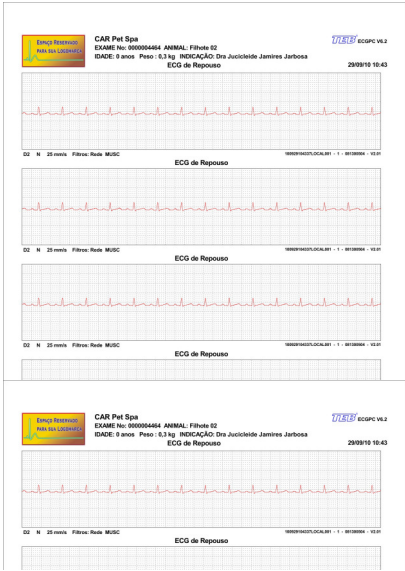 Espaço Reservado
para sua Logomarca
CAR Pet Spa
EXAME No: 0000004464 ANIMAL: Filhote 02
IDADE: 0 anos Peso : 0,3 kg INDICAÇÃO: Dra Jucicleide Jamires Jarbosa
TEB ECGPC V6.2
ECG de Repouso
29/09/10 10:43
D2 N 25 mm/s Filtros: Rede MUSC
ECG de Repouso
D2 N 25 mm/s Filtros: Rede MUSC
ECG de Repouso
D2 N 25 mm/s Filtros: Rede MUSC
ECG de Repouso
Espaço Reservado
para sua Logomarca
CAR Pet Spa
EXAME No: 0000004464 ANIMAL: Filhote 02
IDADE: 0 anos Peso : 0,3 kg INDICAÇÃO: Dra Jucicleide Jamires Jarbosa
TEB ECGPC V6.2
ECG de Repouso
29/09/10 10:43
D2 N 25 mm/s Filtros: Rede MUSC
ECG de Repouso